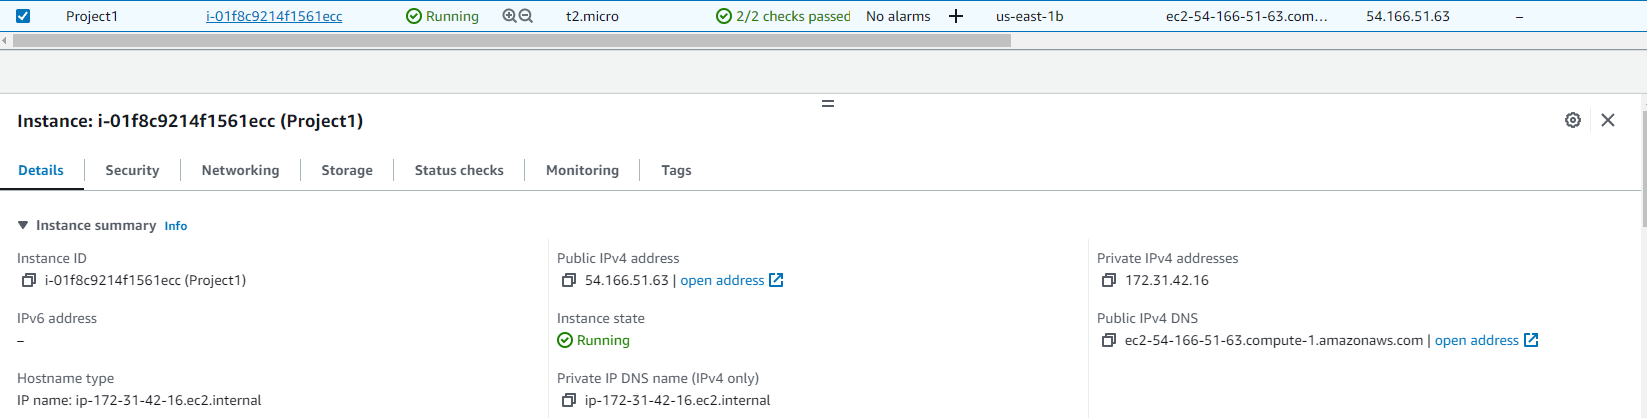 Project1 i-01f8c9214f1561ecc Running t2.micro 2/2 checks passed No alarms + us-east-1b ec2-54-166-51-63.com... 54.166.51.63 –
Instance: i-01f8c9214f1561ecc (Project1)
Details Security Networking Storage Status checks Monitoring Tags
Instance summary Info
Instance ID
i-01f8c9214f1561ecc (Project1)
Public IPv4 address
54.166.51.63 | open address
Private IPv4 addresses
172.31.42.16
IPv6 address
–
Instance state
Running
Public IPv4 DNS
ec2-54-166-51-63.compute-1.amazonaws.com | open address
Hostname type
IP name: ip-172-31-42-16.ec2.internal
Private IP DNS name (IPv4 only)
ip-172-31-42-16.ec2.internal